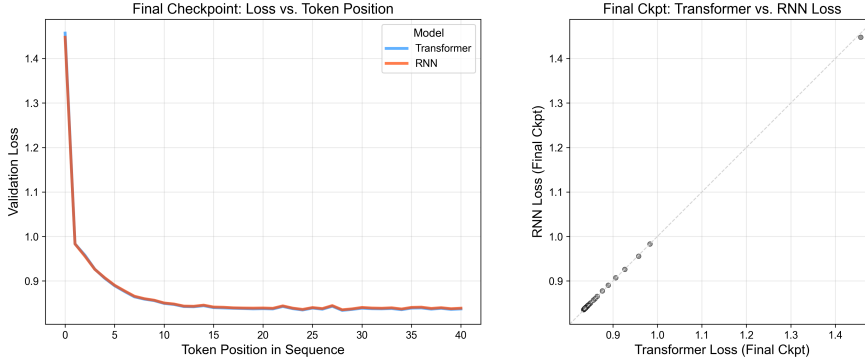 Final Checkpoint: Loss vs. Token Position
Model
Transformer
RNN
Validation Loss
1.4
1.3
1.2
1.1
1.0
0.9
0 5 10 15 20 25 30 35 40
Token Position in Sequence
Final Ckpt: Transformer vs. RNN Loss
RNN Loss (Final Ckpt)
1.4
1.3
1.2
1.1
1.0
0.9
0.9 1.0 1.1 1.2 1.3 1.4
Transformer Loss (Final Ckpt)